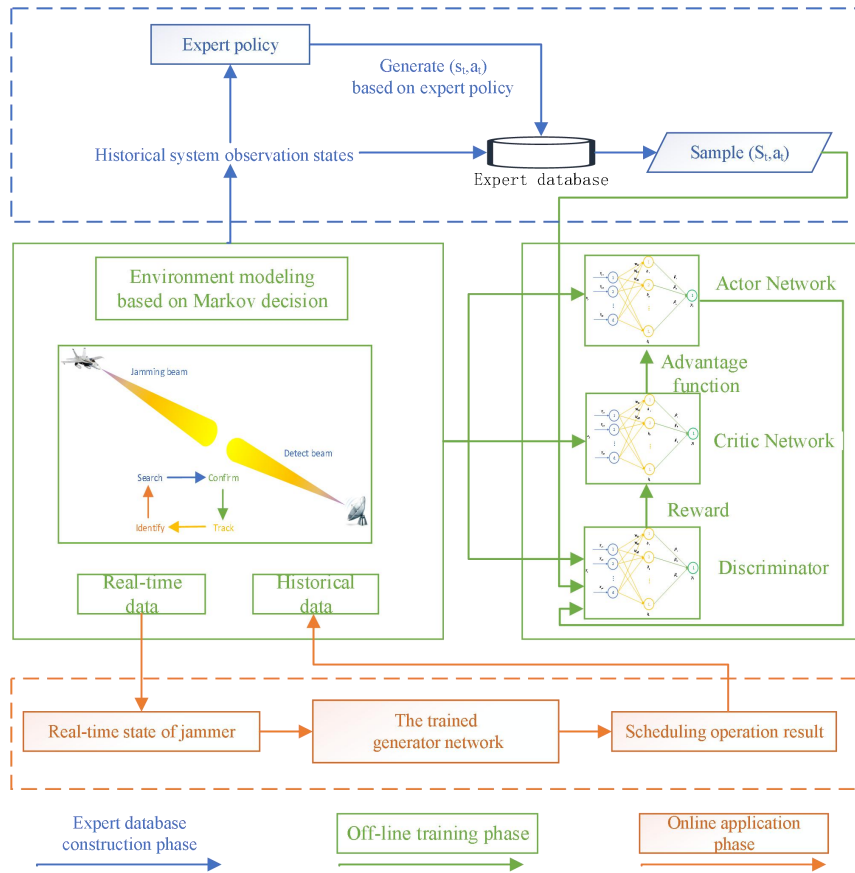 Expert policy
Generate (sₜ,aₜ)
based on expert policy
Historical system observation states
Expert database
Sample (Sₜ,aₜ)
Environment modeling
based on Markov decision
Jamming beam
Detect beam
Search
Confirm
Identify
Track
Real-time
data
Historical
data
Actor Network
Advantage
function
Critic Network
Reward
Discriminator
Real-time state of jammer
The trained
generator network
Scheduling operation result
Expert database
construction phase
Off-line training phase
Online application
phase